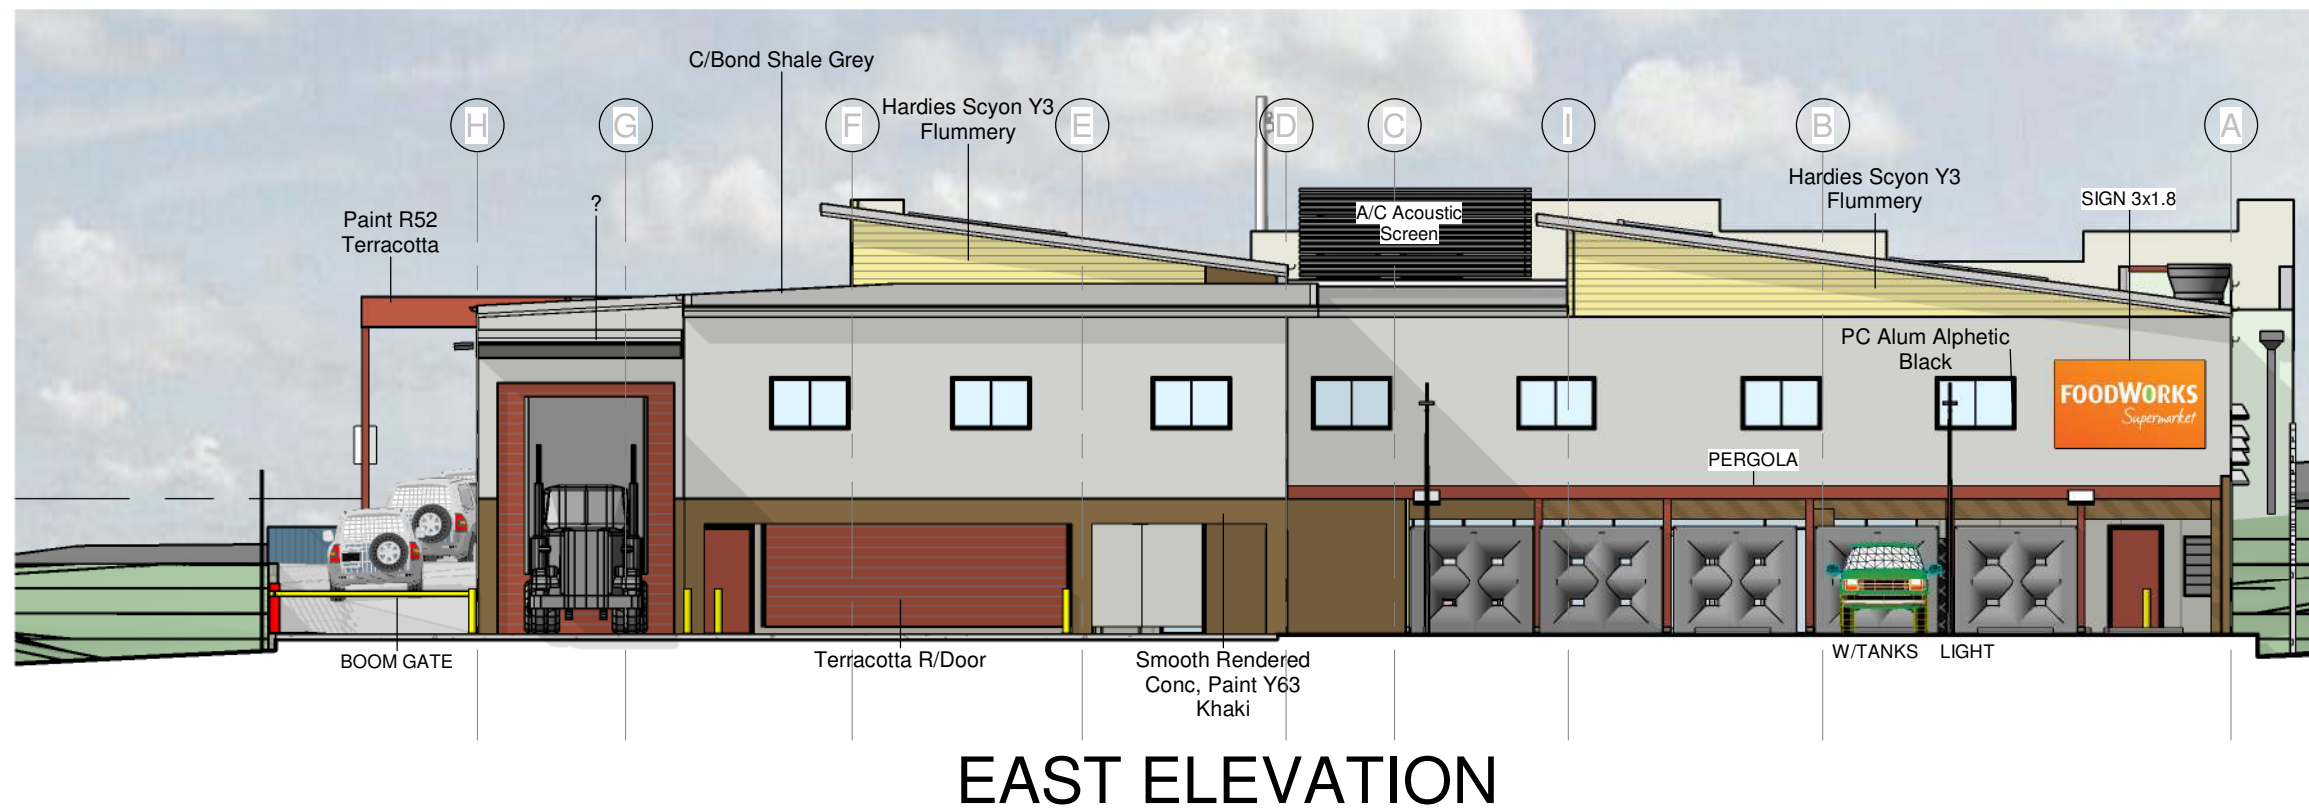 C/Bond Shale Grey
Hardies Scyon Y3
Flummery
H
G
F
E
D
C
I
B
A
Hardies Scyon Y3
Flummery
SIGN 3x1.8
Paint R52
Terracotta
?
A/C Acoustic
Screen
PC Alum Alphetic
Black
FOODWORKS
Supermarket
PERGOLA
BOOM GATE
Terracotta R/Door
Smooth Rendered
Conc, Paint Y63
Khaki
W/TANKS
LIGHT
EAST ELEVATION